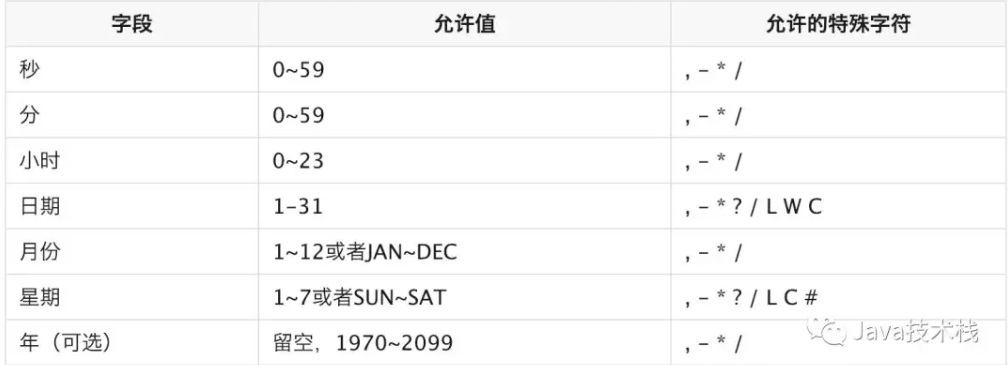 字段 允许值 允许的特殊字符
秒 0~59 , – * /
分 0~59 , – * /
小时 0~23 , – * /
日期 1–31 , – * ? / L W C
月份 1~12或者JAN~DEC , – * /
星期 1~7或者SUN~SAT , – * ? / L C #
年（可选） 留空，1970~2099 , – * /
Java技术栈